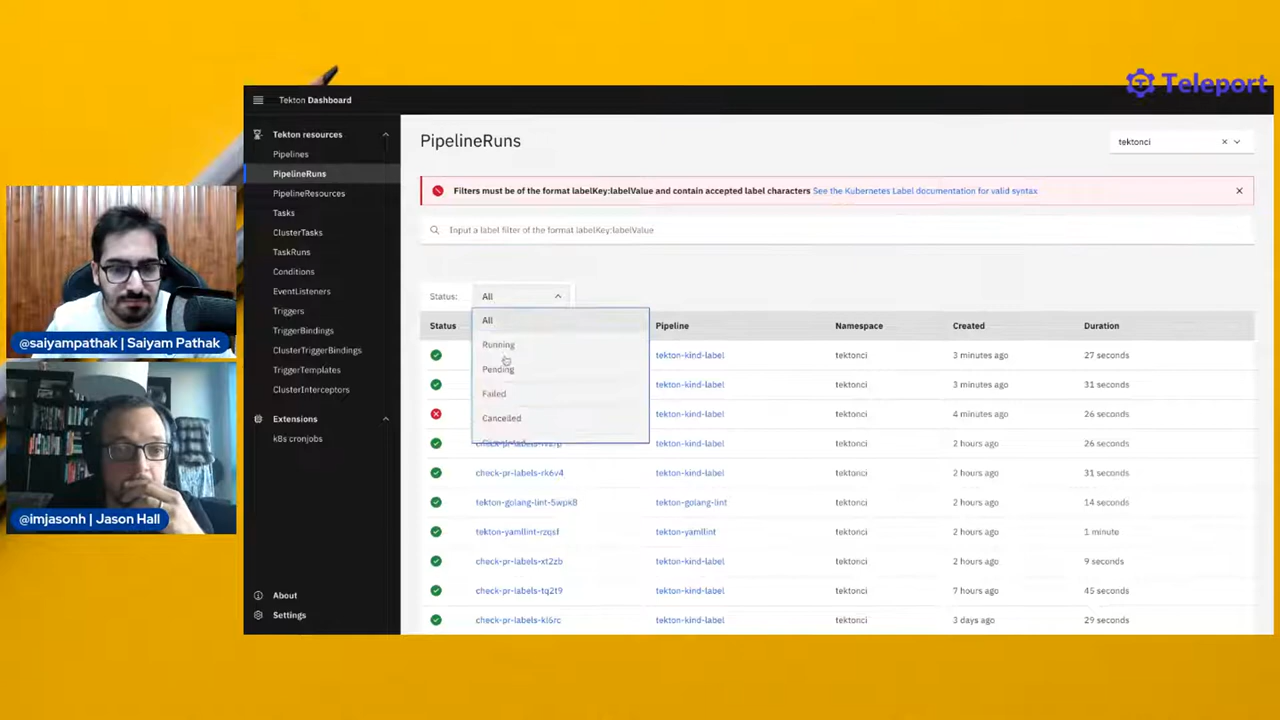 Teleport
Tekton Dashboard
Tekton resources
Pipelines
PipelineRuns
PipelineResources
Tasks
ClusterTasks
TaskRuns
Conditions
EventListeners
Triggers
TriggerBindings
ClusterTriggerBindings
TriggerTemplates
ClusterInterceptors
Extensions
k8s cronjobs
About
Settings
PipelineRuns
tektonci
Filters must be of the format labelKey:labelValue and contain accepted label characters See the Kubernetes Label documentation for valid syntax
Input a label filter of the format labelKey:labelValue
Status: All
All
Running
Pending
Failed
Cancelled
Status Pipeline Namespace Created Duration
tekton-kind-label tektonci 3 minutes ago 27 seconds
tekton-kind-label tektonci 3 minutes ago 31 seconds
tekton-kind-label tektonci 4 minutes ago 26 seconds
tekton-kind-label tektonci 2 hours ago 26 seconds
check-pr-labels-rk6v4 tekton-kind-label tektonci 2 hours ago 31 seconds
tekton-golang-lint-5wpk8 tekton-golang-lint tektonci 2 hours ago 14 seconds
tekton-yamllint-rzqsf tekton-yamllint tektonci 2 hours ago 1 minute
check-pr-labels-xt2zb tekton-kind-label tektonci 2 hours ago 9 seconds
check-pr-labels-tq2t9 tekton-kind-label tektonci 7 hours ago 45 seconds
check-pr-labels-kl6rc tekton-kind-label tektonci 3 days ago 29 seconds
@saiyampathak | Saiyam Pathak
@imjasonh | Jason Hall